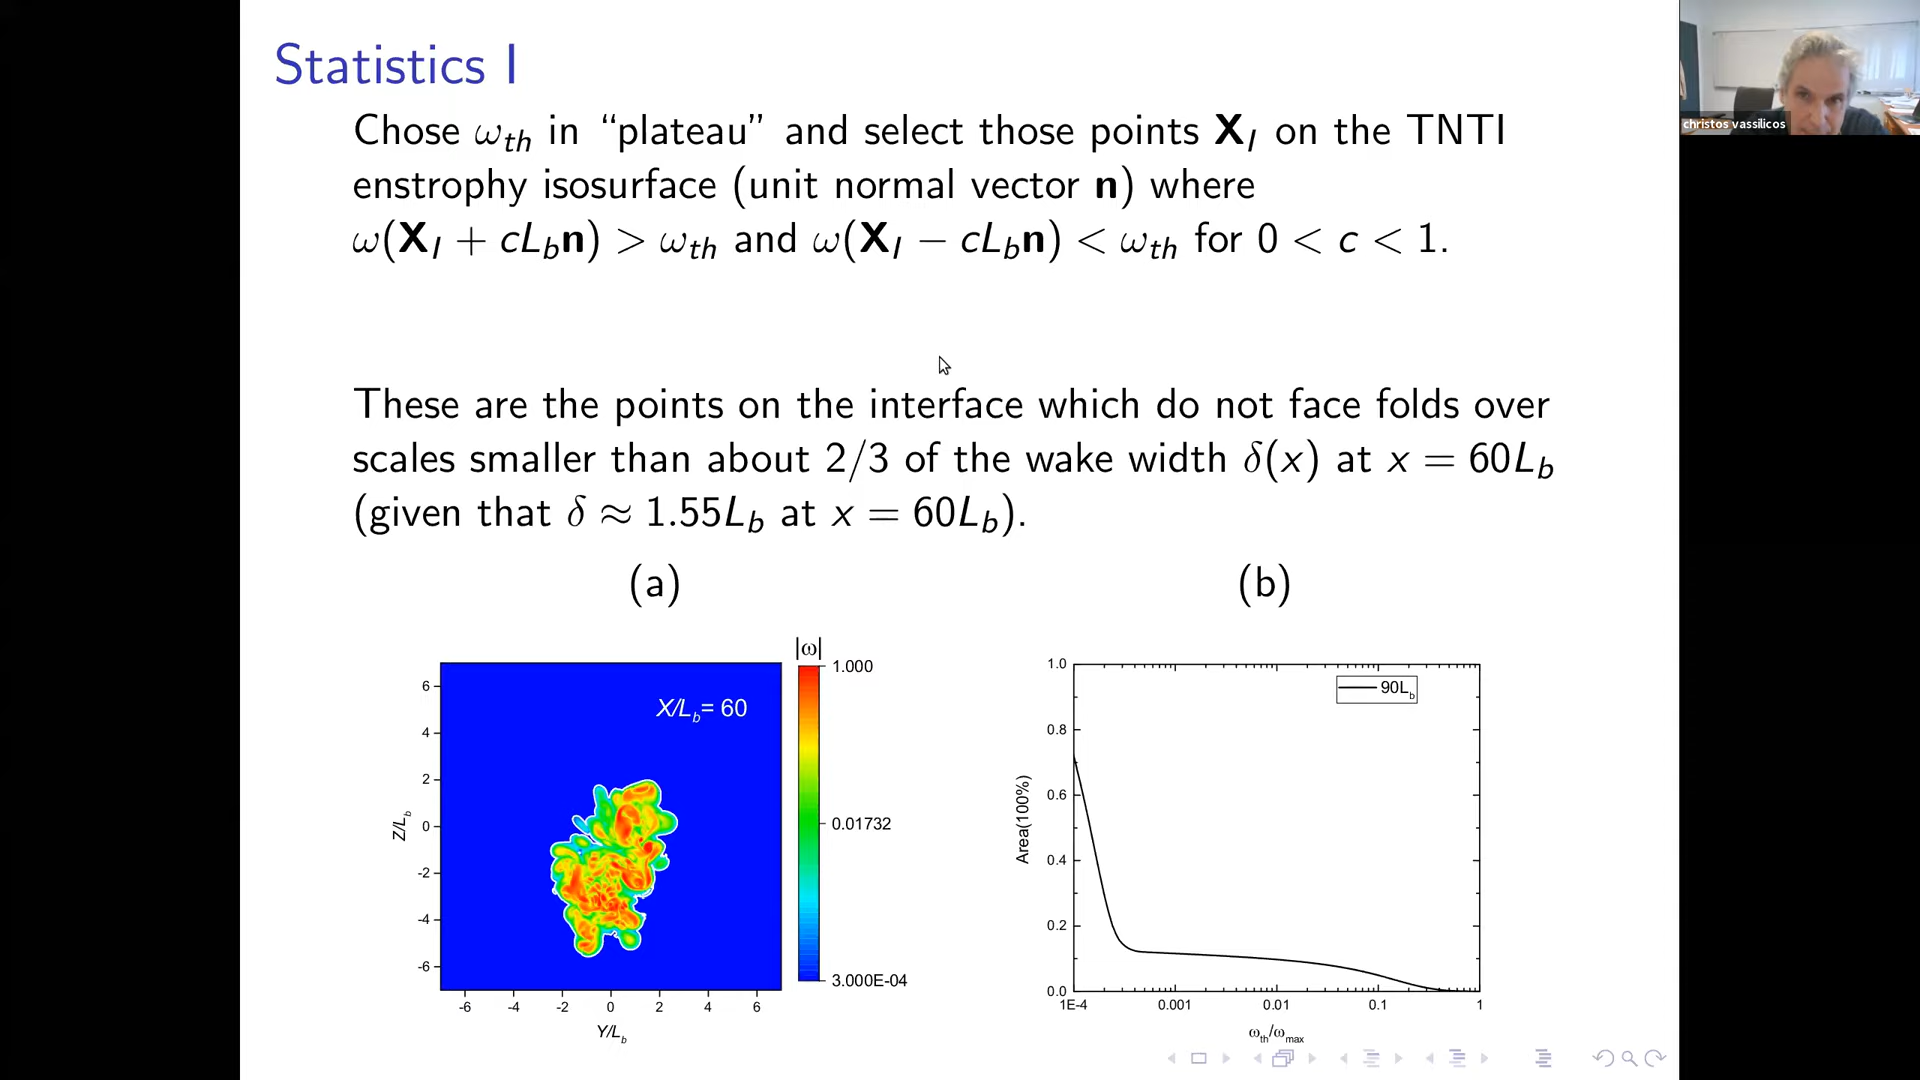 Statistics I
christos vassilicos
Chose ω_th in “plateau” and select those points X_I on the TNTI
enstrophy isosurface (unit normal vector n) where
ω(X_I + cL_b n) > ω_th and ω(X_I − cL_b n) < ω_th for 0 < c < 1.
These are the points on the interface which do not face folds over
scales smaller than about 2/3 of the wake width δ(x) at x = 60L_b
(given that δ ≈ 1.55L_b at x = 60L_b).
(a)
(b)
|ω|
1.000
0.01732
3.000E-04
X/L_b= 60
6
4
2
0
-2
-4
-6
Z/L_b
-6 -4 -2 0 2 4 6
Y/L_b
90L_b
1.0
0.8
0.6
0.4
0.2
0.0
Area(100%)
1E-4 0.001 0.01 0.1 1
ω_th/ω_max